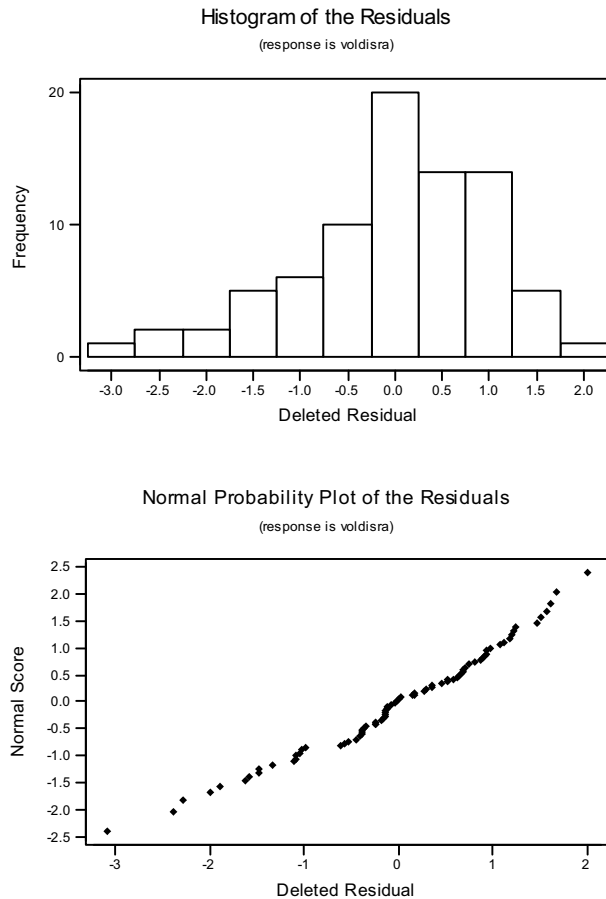 Histogram of the Residuals
(response is voldisra)
20
10
0
Frequency
-3.0 -2.5 -2.0 -1.5 -1.0 -0.5 0.0 0.5 1.0 1.5 2.0
Deleted Residual
Normal Probability Plot of the Residuals
(response is voldisra)
2.5
2.0
1.5
1.0
0.5
0.0
-0.5
-1.0
-1.5
-2.0
-2.5
Normal Score
-3 -2 -1 0 1 2
Deleted Residual